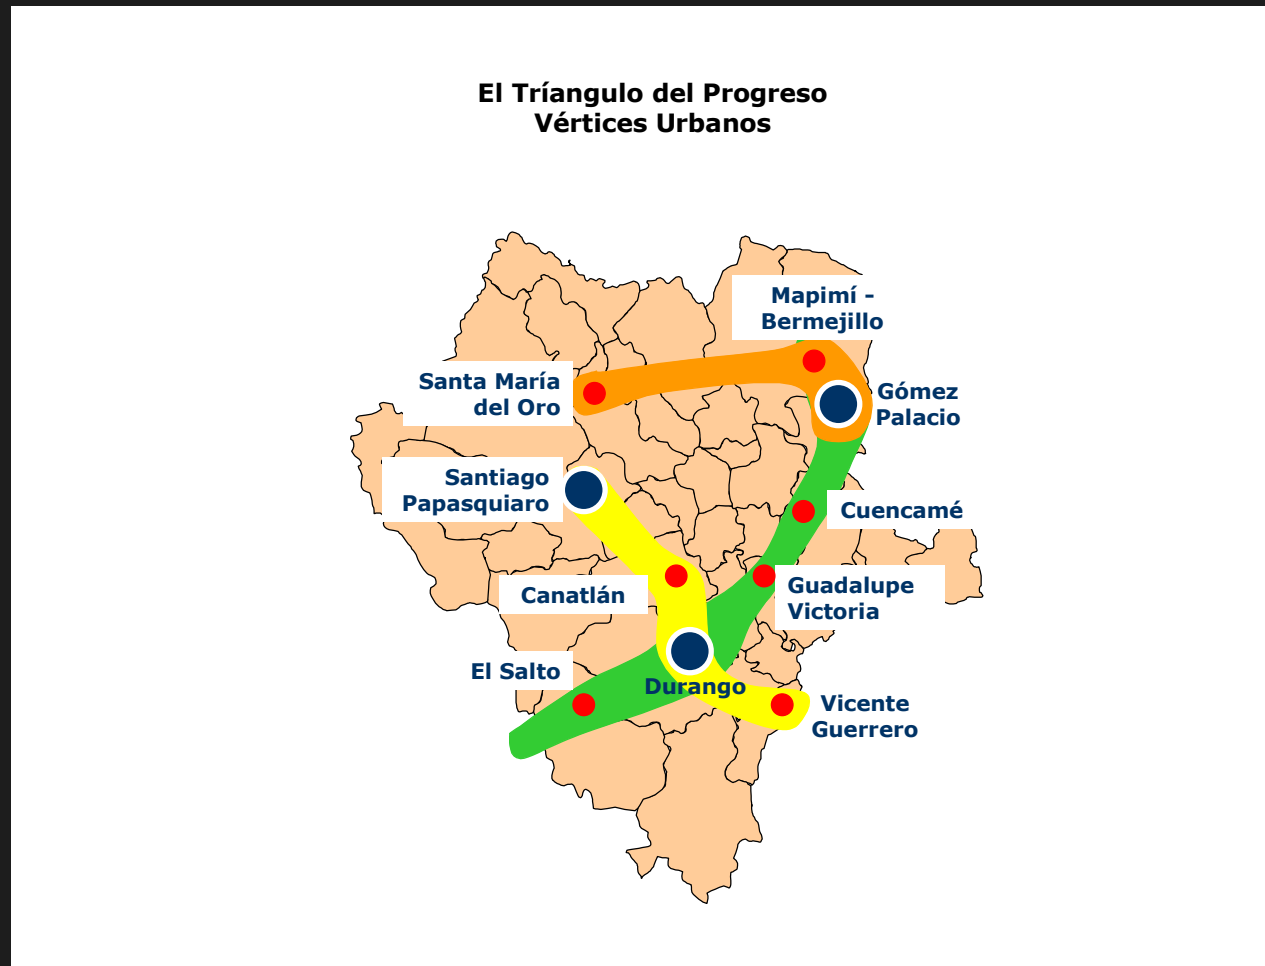 El Tríangulo del Progreso
Vértices Urbanos
Mapimí -
Bermejillo
Santa María
del Oro
Gómez
Palacio
Santiago
Papasquiaro
Cuencamé
Canatlán
Guadalupe
Victoria
El Salto
Durango
Vicente
Guerrero